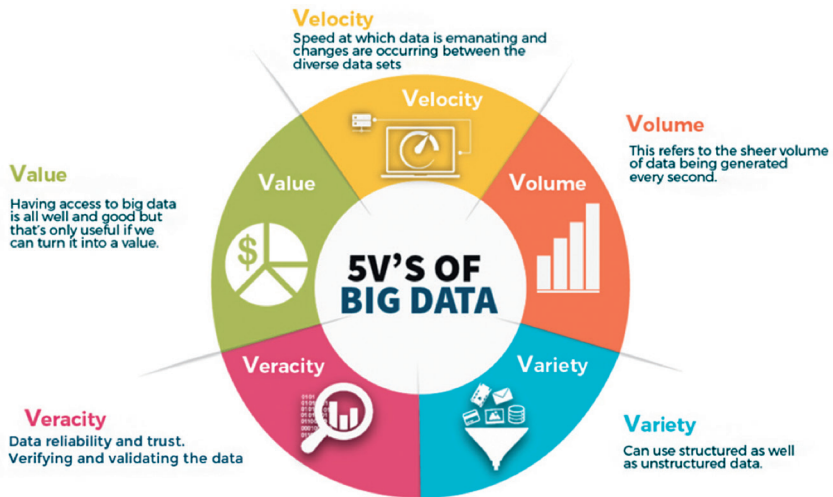 Velocity
Speed at which data is emanating and
changes are occurring between the
diverse data sets
Velocity
Volume
This refers to the sheer volume
of data being generated
every second.
Volume
Value
Having access to big data
is all well and good but
that's only useful if we
can turn it into a value.
Value
$
5V'S OF
BIG DATA
Veracity
Variety
Veracity
Data reliability and trust.
Verifying and validating the data
Variety
Can use structured as well
as unstructured data.